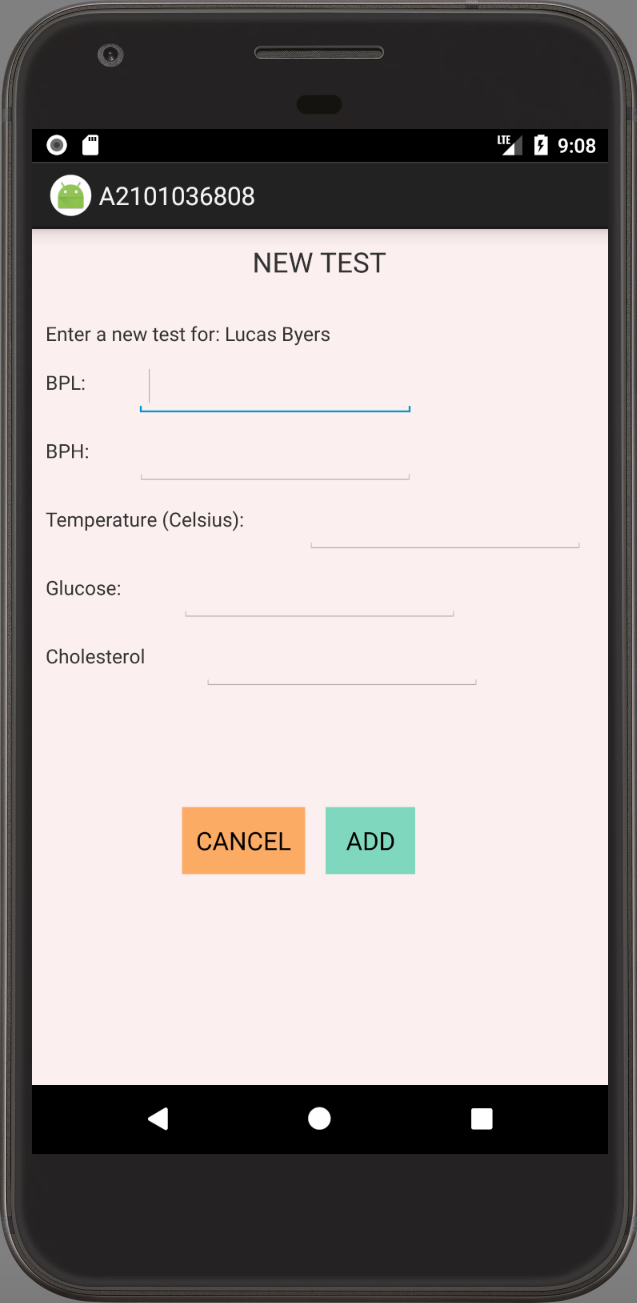 LTE 9:08
A2101036808
NEW TEST
Enter a new test for: Lucas Byers
BPL:
BPH:
Temperature (Celsius):
Glucose:
Cholesterol
CANCEL ADD